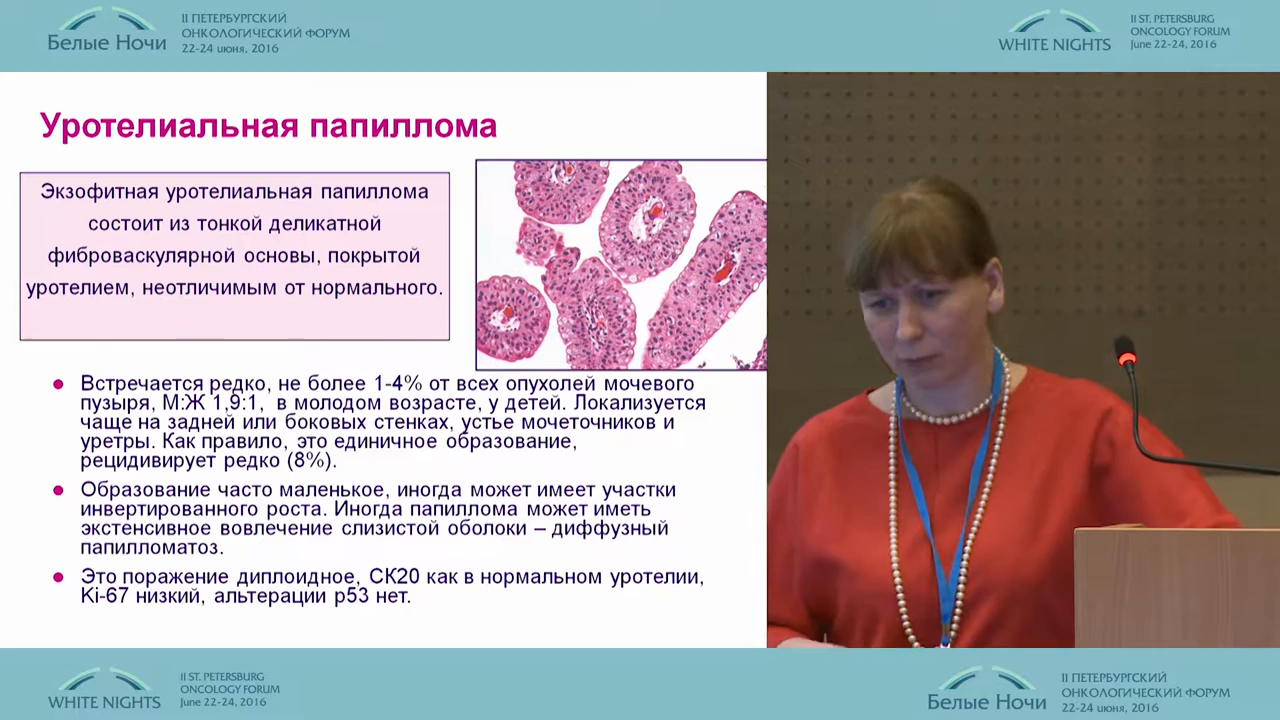 Белые Ночи
II ПЕТЕРБУРГСКИЙ
ОНКОЛОГИЧЕСКИЙ ФОРУМ
22-24 июня, 2016
WHITE NIGHTS
II ST. PETERSBURG
ONCOLOGY FORUM
June 22-24, 2016
Уротелиальная папиллома
Экзофитная уротелиальная папиллома
состоит из тонкой деликатной
фиброваскулярной основы, покрытой
уротелием, неотличимым от нормального.
• Встречается редко, не более 1-4% от всех опухолей мочевого
пузыря, М:Ж 1,9:1, в молодом возрасте, у детей. Локализуется
чаще на задней или боковых стенках, устье мочеточников и
уретры. Как правило, это единичное образование,
рецидивирует редко (8%).
• Образование часто маленькое, иногда может имеет участки
инвертированного роста. Иногда папиллома может иметь
экстенсивное вовлечение слизистой оболоки – диффузный
папилломатоз.
• Это поражение диплоидное, СК20 как в нормальном уротелии,
Ki-67 низкий, альтерации р53 нет.
WHITE NIGHTS
II ST. PETERSBURG
ONCOLOGY FORUM
June 22-24, 2016
Белые Ночи
II ПЕТЕРБУРГСКИЙ
ОНКОЛОГИЧЕСКИЙ ФОРУМ
22-24 июня, 2016